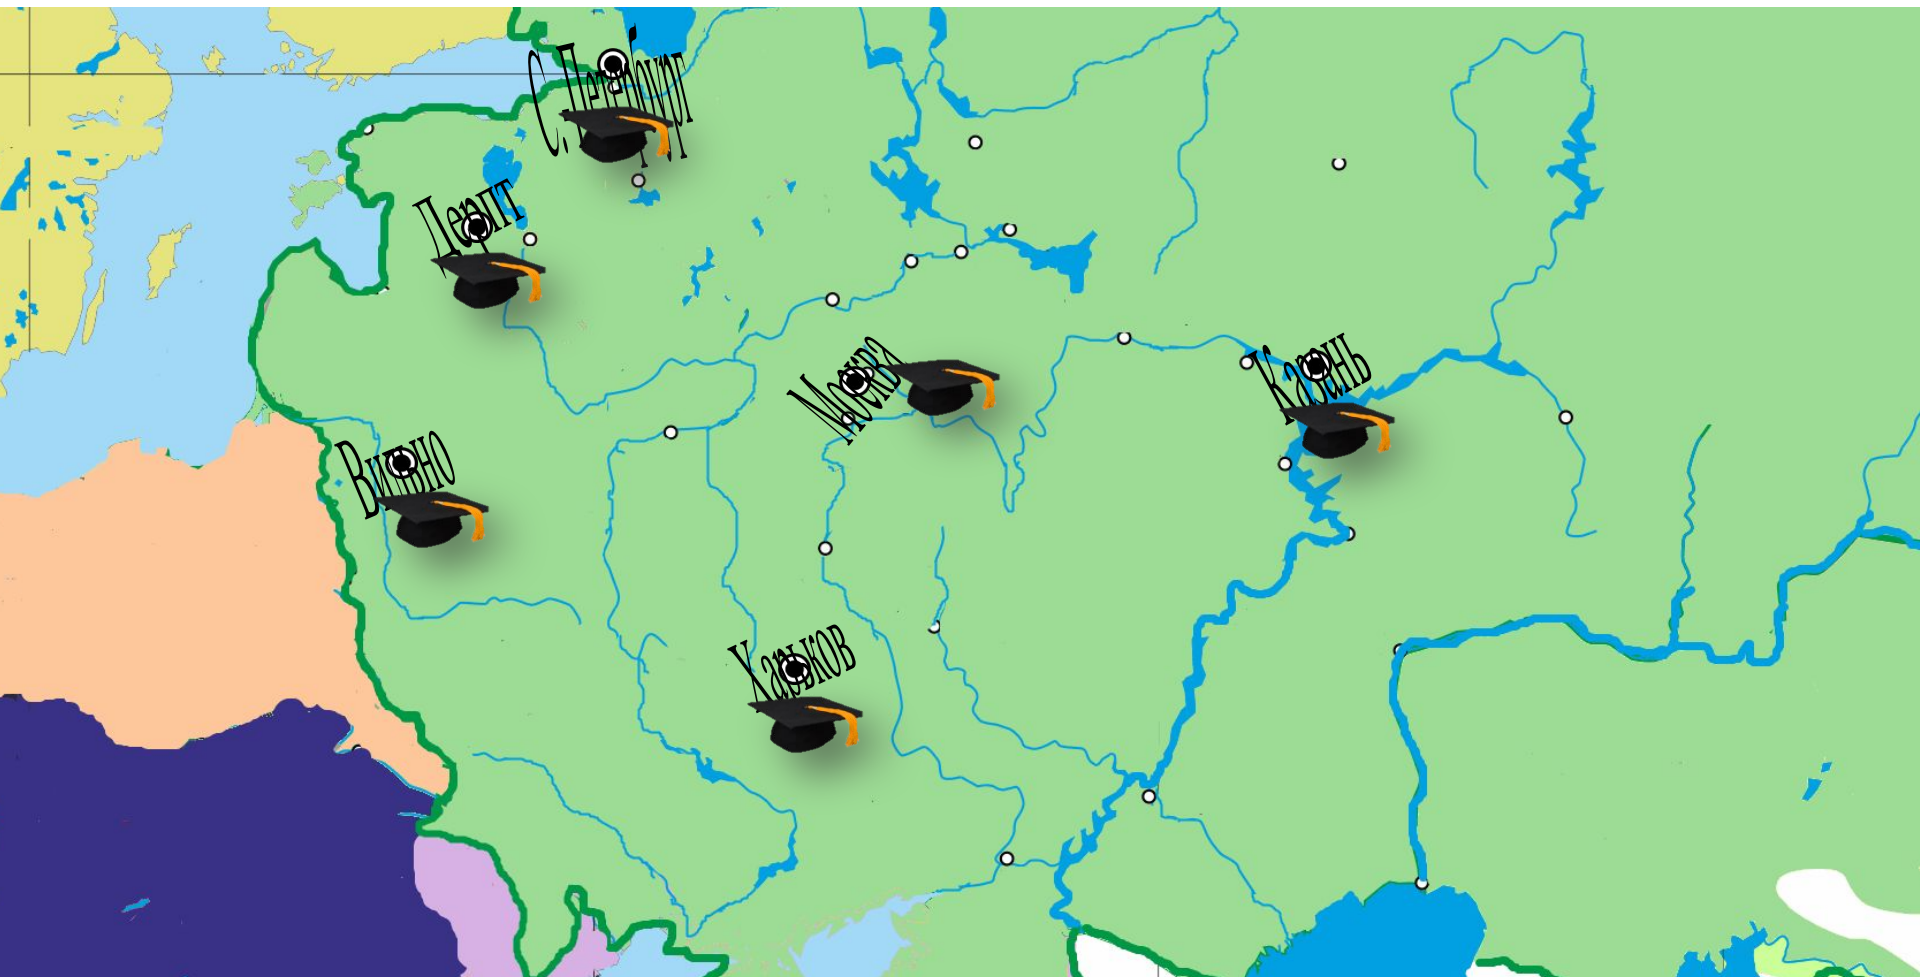 С.Петербург
Дерпт
Москва
Казань
Вильно
Харьков